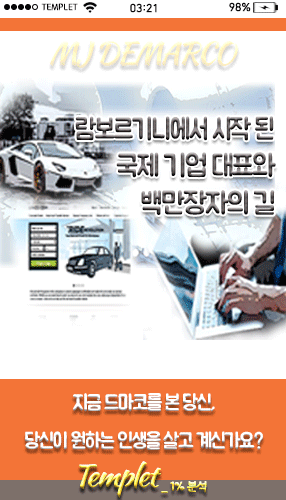 TEMPLET 03:21 98%
MJ DEMARCO
람보르기니에서 시작 된
국제 기업 대표와
백만장자의 길
지금 드마코를 본 당신.
당신이 원하는 인생을 살고 계신가요?
Templet _ 1% 분석